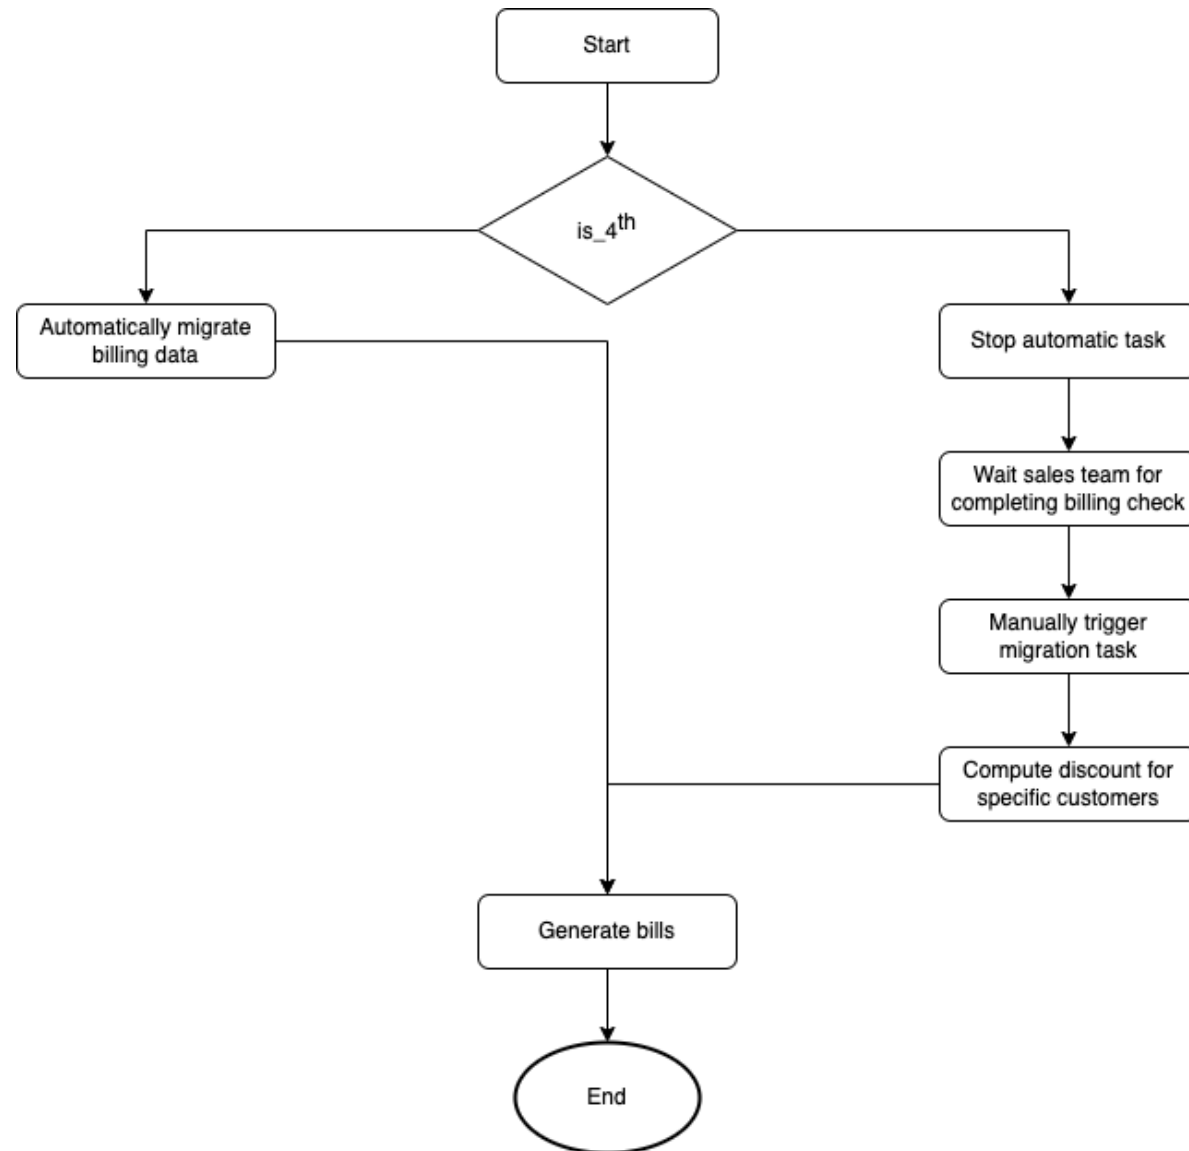 Start
is_4th
Automatically migrate
billing data
Stop automatic task
Wait sales team for
completing billing check
Manually trigger
migration task
Compute discount for
specific customers
Generate bills
End